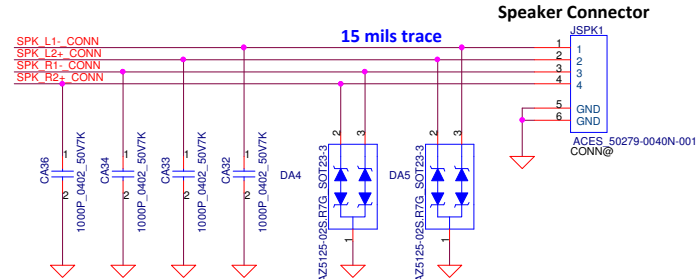 Speaker Connector
JSPK1
15 mils trace
SPK_L1-_CONN
SPK_L2+_CONN
SPK_R1-_CONN
SPK_R2+_CONN
1 1
2 2
3 3
4 4
5 GND
6 GND
ACES_50279-0040N-001
CONN@
CA36
1
2
1000P_0402_50V7K
CA34
1
2
1000P_0402_50V7K
CA33
1
2
1000P_0402_50V7K
CA32
1
2
1000P_0402_50V7K
DA4
2
3
1
AZ5125-02S.R7G_SOT23-3
DA5
2
3
1
AZ5125-02S.R7G_SOT23-3